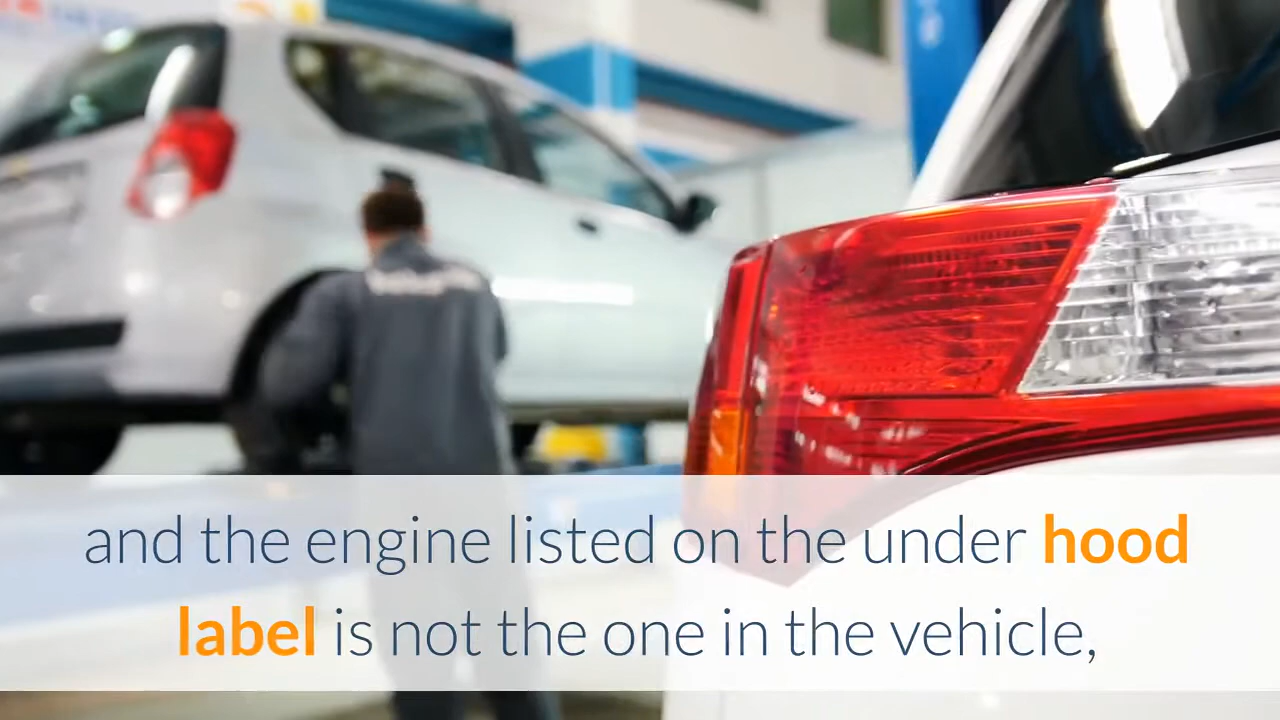 and the engine listed on the under hood
label is not the one in the vehicle,